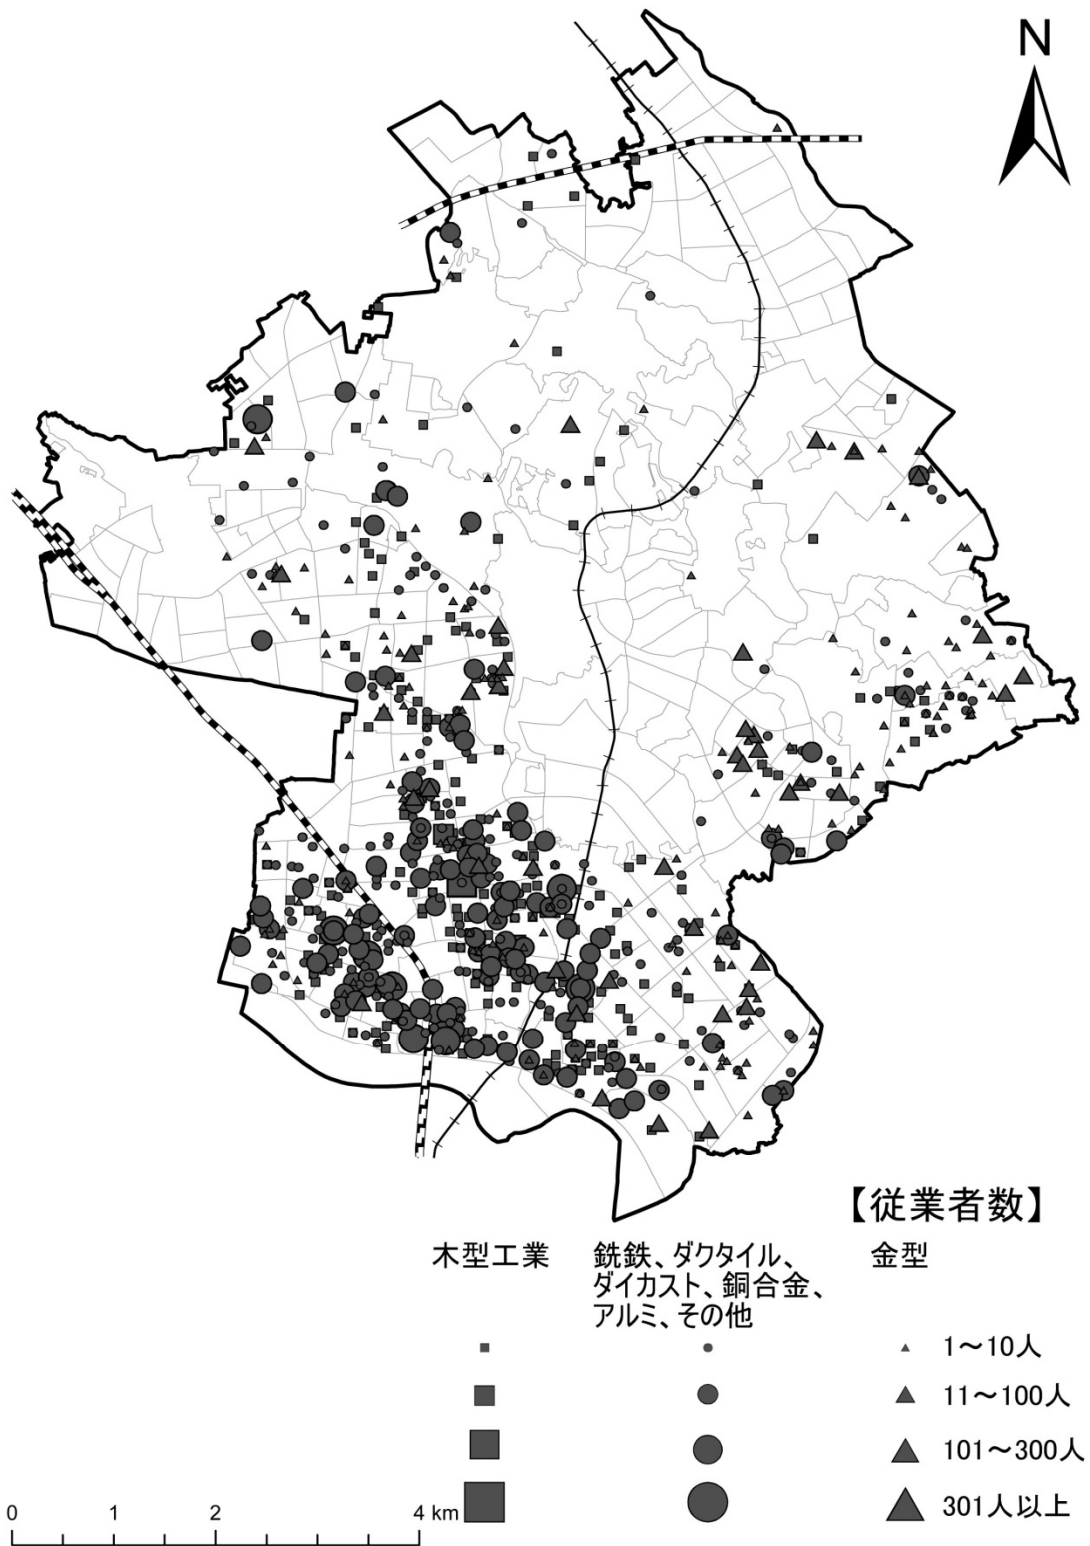 N
【従業者数】
木型工業
銑鉄、ダクタイル、
ダイカスト、銅合金、
アルミ、その他
金型
1～10人
11～100人
101～300人
301人以上
0 1 2 4 km